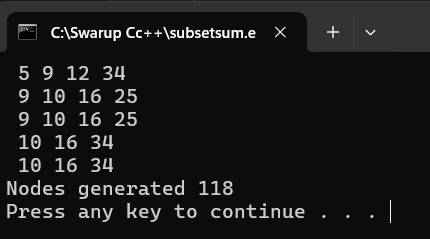 C:\Swarup Cc++\subsetsum.e
5 9 12 34
9 10 16 25
9 10 16 25
10 16 34
10 16 34
Nodes generated 118
Press any key to continue . . .